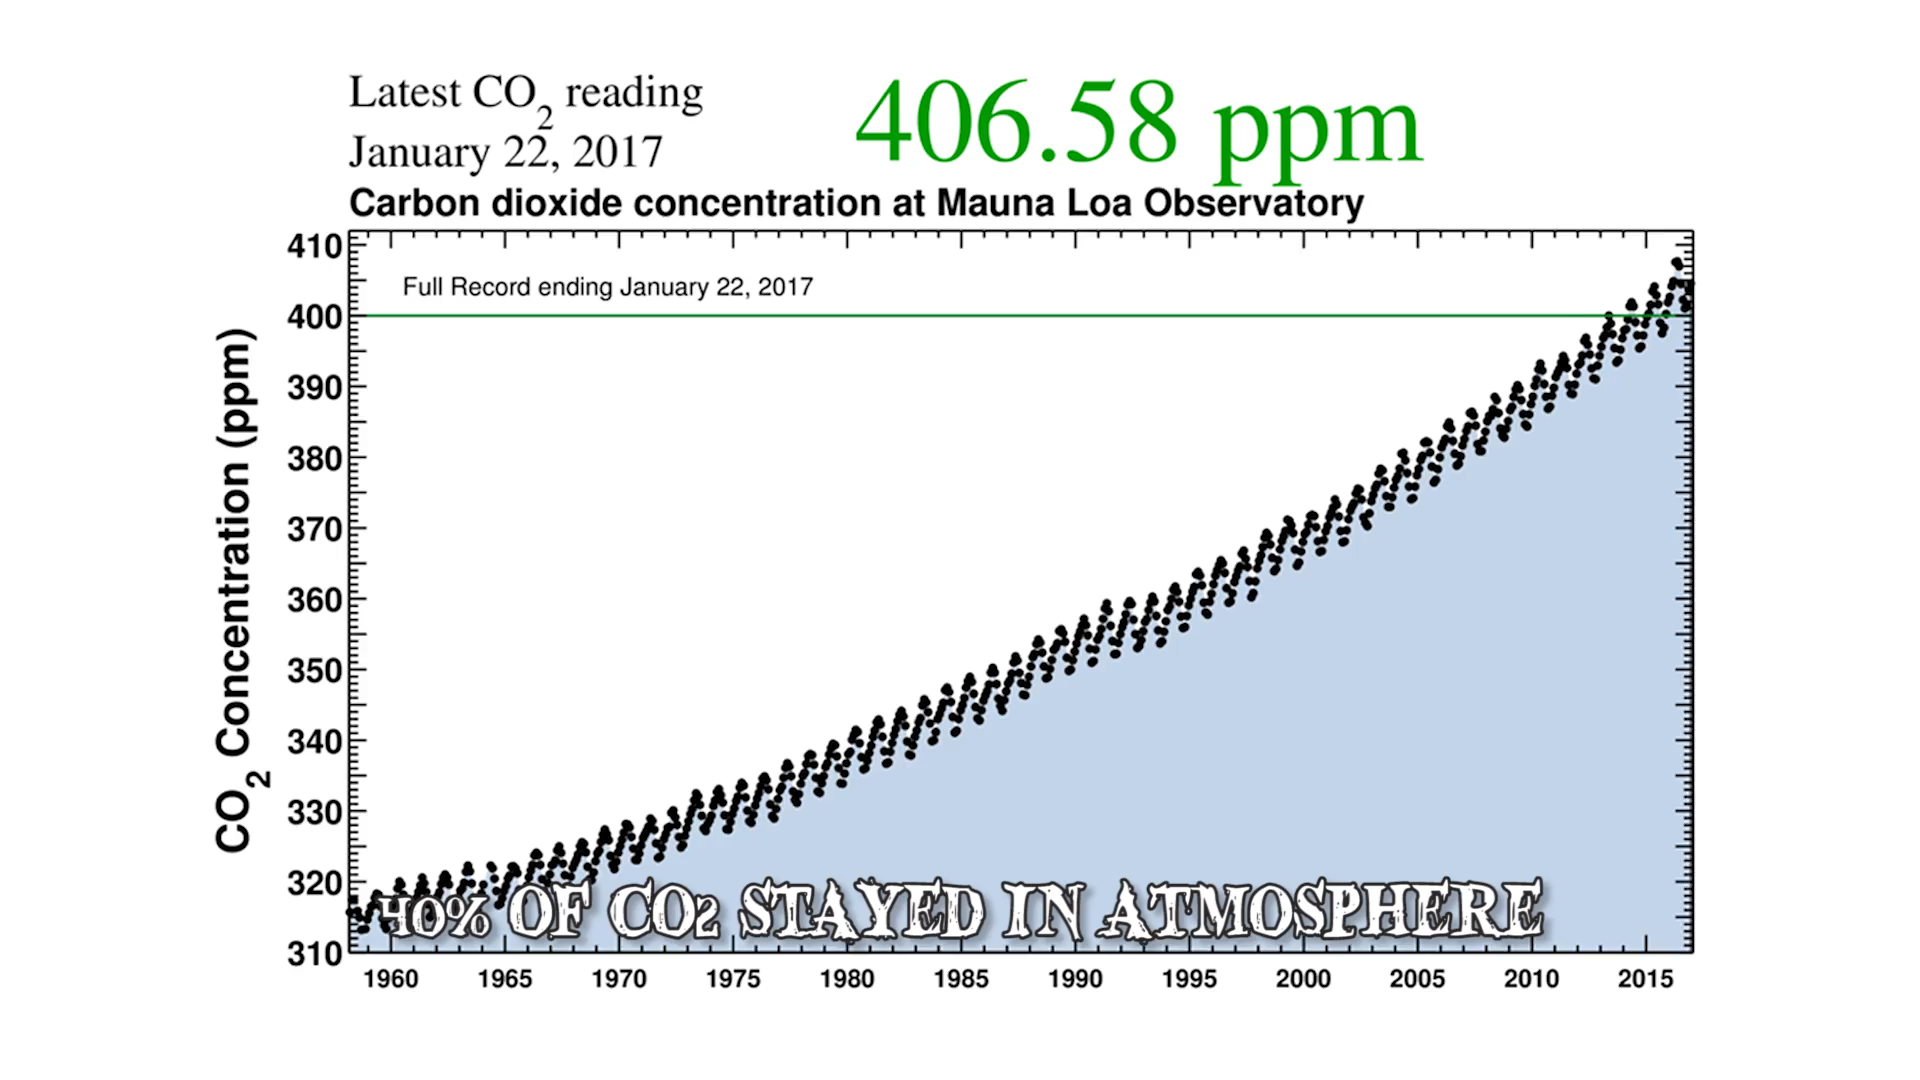 Latest CO2 reading
January 22, 2017
406.58 ppm
Carbon dioxide concentration at Mauna Loa Observatory
Full Record ending January 22, 2017
CO2 Concentration (ppm)
410
400
390
380
370
360
350
340
330
320
310
40% OF CO2 STAYED IN ATMOSPHERE
1960 1965 1970 1975 1980 1985 1990 1995 2000 2005 2010 2015